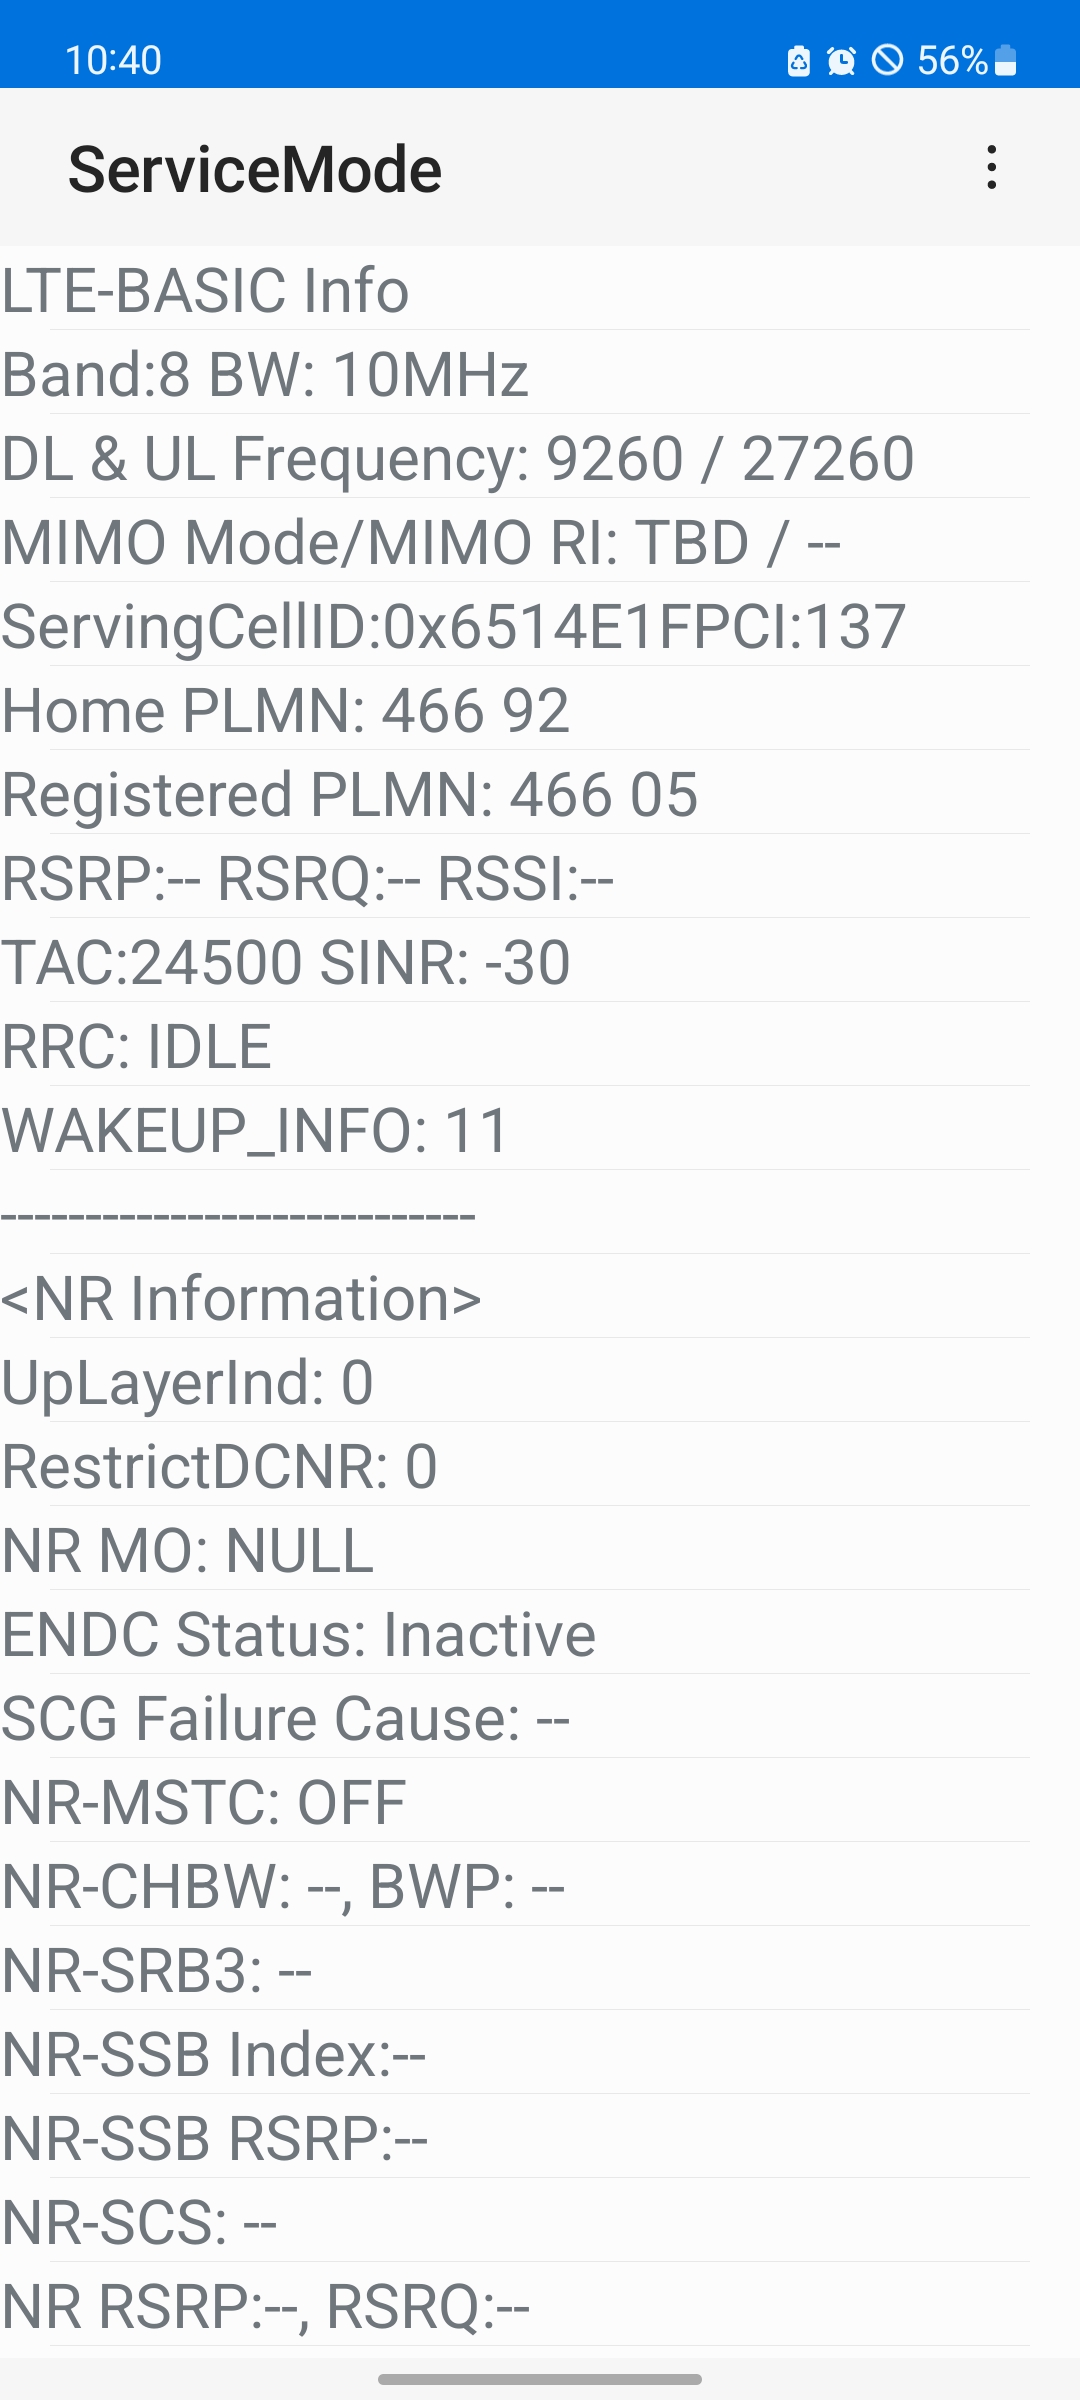 10:40 56%
ServiceMode
LTE-BASIC Info
Band:8 BW: 10MHz
DL & UL Frequency: 9260 / 27260
MIMO Mode/MIMO RI: TBD / --
ServingCellID:0x6514E1FPCI:137
Home PLMN: 466 92
Registered PLMN: 466 05
RSRP:-- RSRQ:-- RSSI:--
TAC:24500 SINR: -30
RRC: IDLE
WAKEUP_INFO: 11
----------------------------
<NR Information>
UpLayerInd: 0
RestrictDCNR: 0
NR MO: NULL
ENDC Status: Inactive
SCG Failure Cause: --
NR-MSTC: OFF
NR-CHBW: --, BWP: --
NR-SRB3: --
NR-SSB Index:--
NR-SSB RSRP:--
NR-SCS: --
NR RSRP:--, RSRQ:--